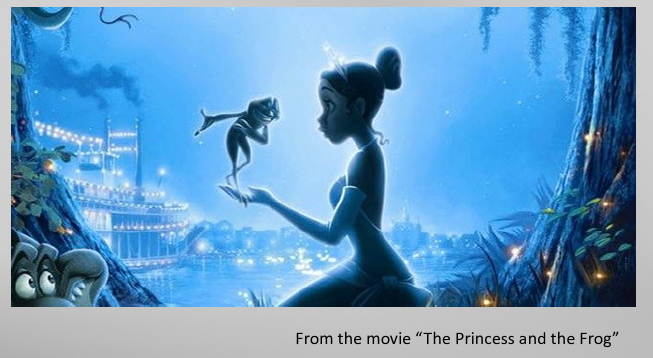 From the movie “The Princess and the Frog”